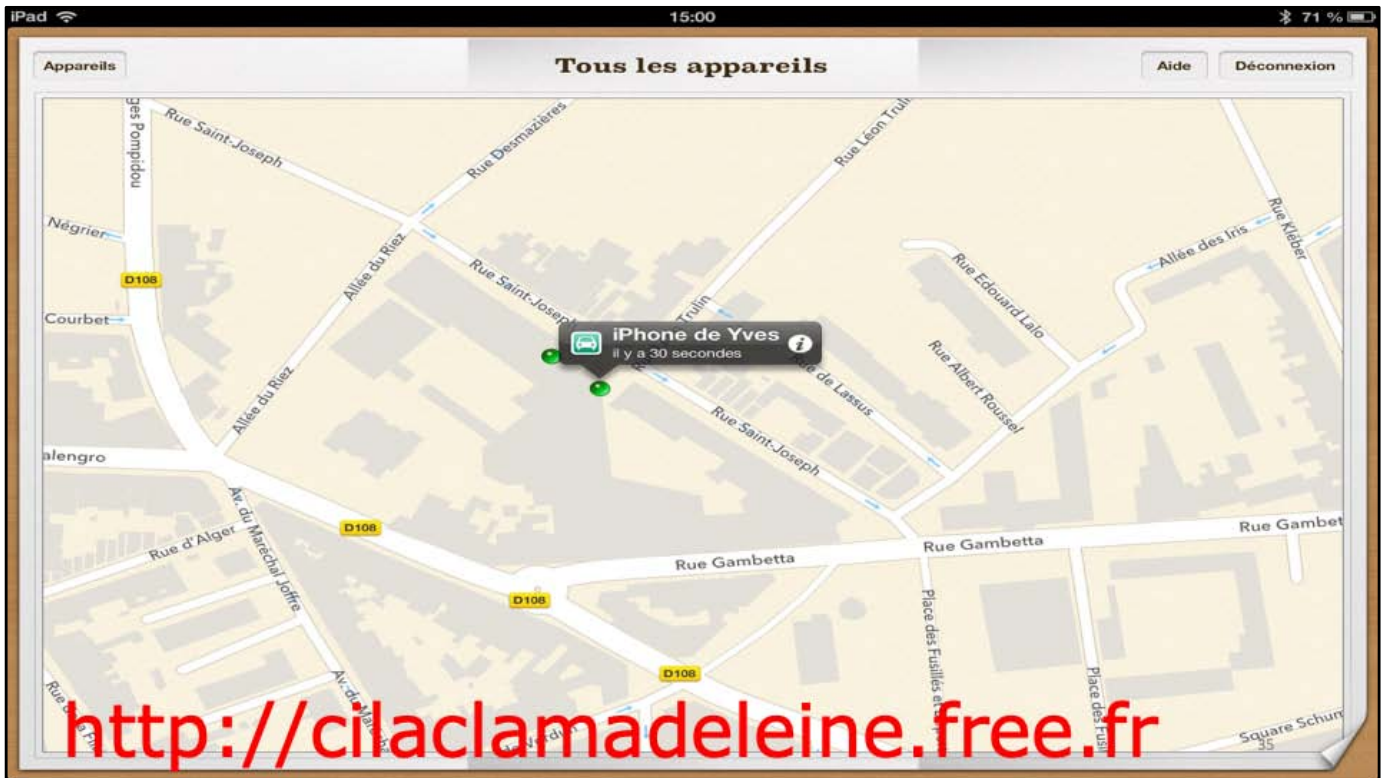 iPad 15:00 71 %
Appareils Tous les appareils Aide Déconnexion
ges Pompidou
Rue Saint-Joseph
Rue Desmazières
Rue Léon Trulin
Négrier
D108
Allée du Riez
Rue Saint-Joseph
Trulin
Rue Edouard Lalo
Allée des Iris
Rue Kléber
Courbet
iPhone de Yves
il y a 30 secondes
de Lassus
Rue Albert Roussel
Allée du Riez
Rue Saint-Joseph
alengro
Av. du Maréchal Joffre
Rue d'Alger
D108
Rue Gambetta
Rue Gambetta
Rue Gambet
D108
Place des Fusillés et
D108
Place des Fusil
Square Schum
35
http://cilaclamadeleine.free.fr